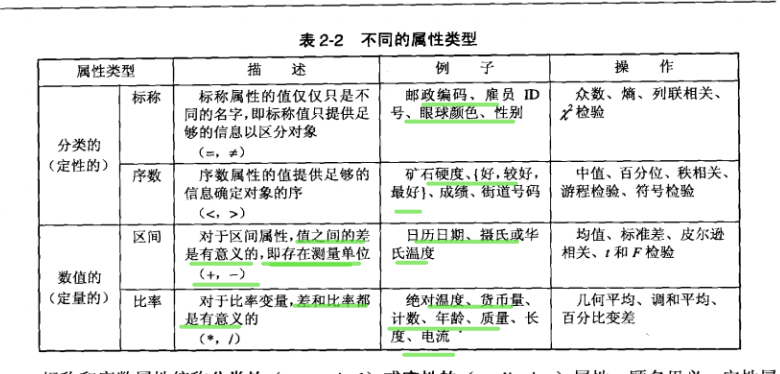 表 2-2 不同的属性类型
属性类型 描 述 例 子 操 作
分类的
(定性的)
标称
标称属性的值仅仅只是不
同的名字,即标称值只提供足
够的信息以区分对象
(=, ≠)
邮政编码、雇员 ID
号、眼球颜色、性别
众数、熵、列联相关、
χ²检验
序数
序数属性的值提供足够的
信息确定对象的序
(<, >)
矿石硬度、{好,较好,
最好}、成绩、街道号码
中值、百分位、秩相关、
游程检验、符号检验
数值的
(定量的)
区间
对于区间属性,值之间的差
是有意义的,即存在测量单位
(+, -)
日历日期、摄氏或华
氏温度
均值、标准差、皮尔逊
相关、t 和 F 检验
比率
对于比率变量,差和比率都
是有意义的
(*, /)
绝对温度、货币量、
计数、年龄、质量、长
度、电流
几何平均、调和平均、
百分比变差